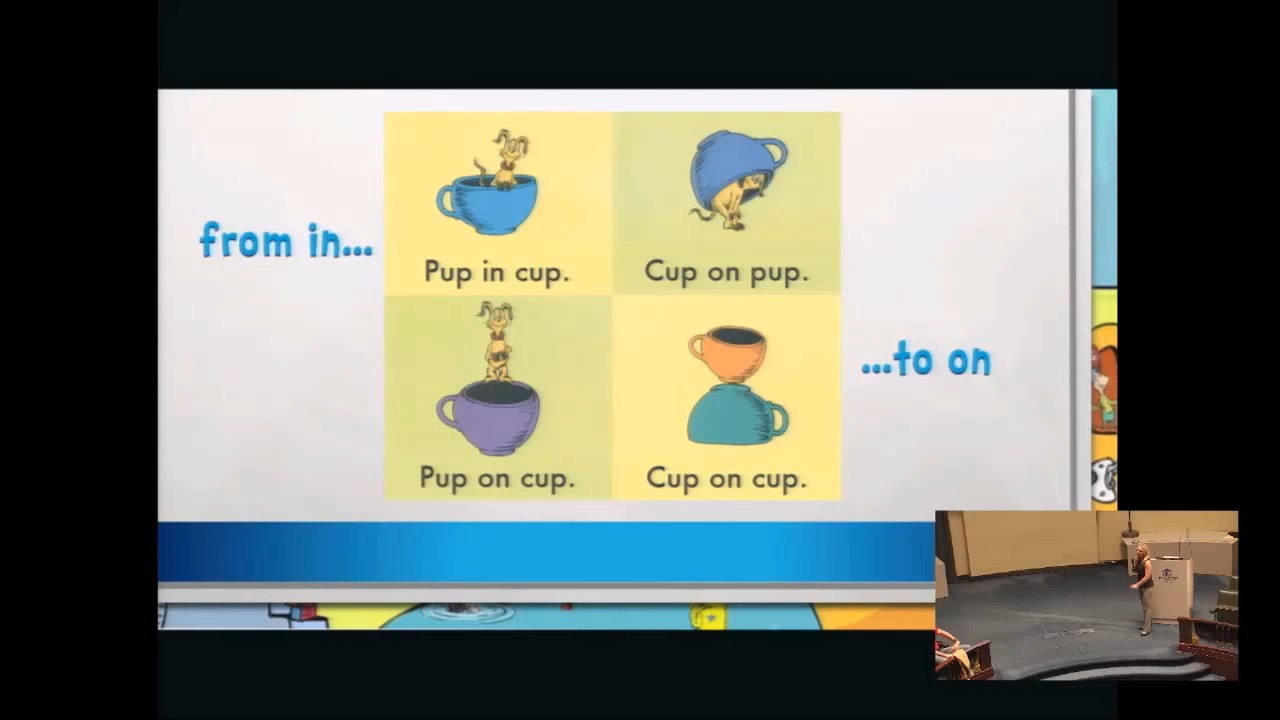 from in...
Pup in cup.
Cup on pup.
Pup on cup.
Cup on cup.
...to on